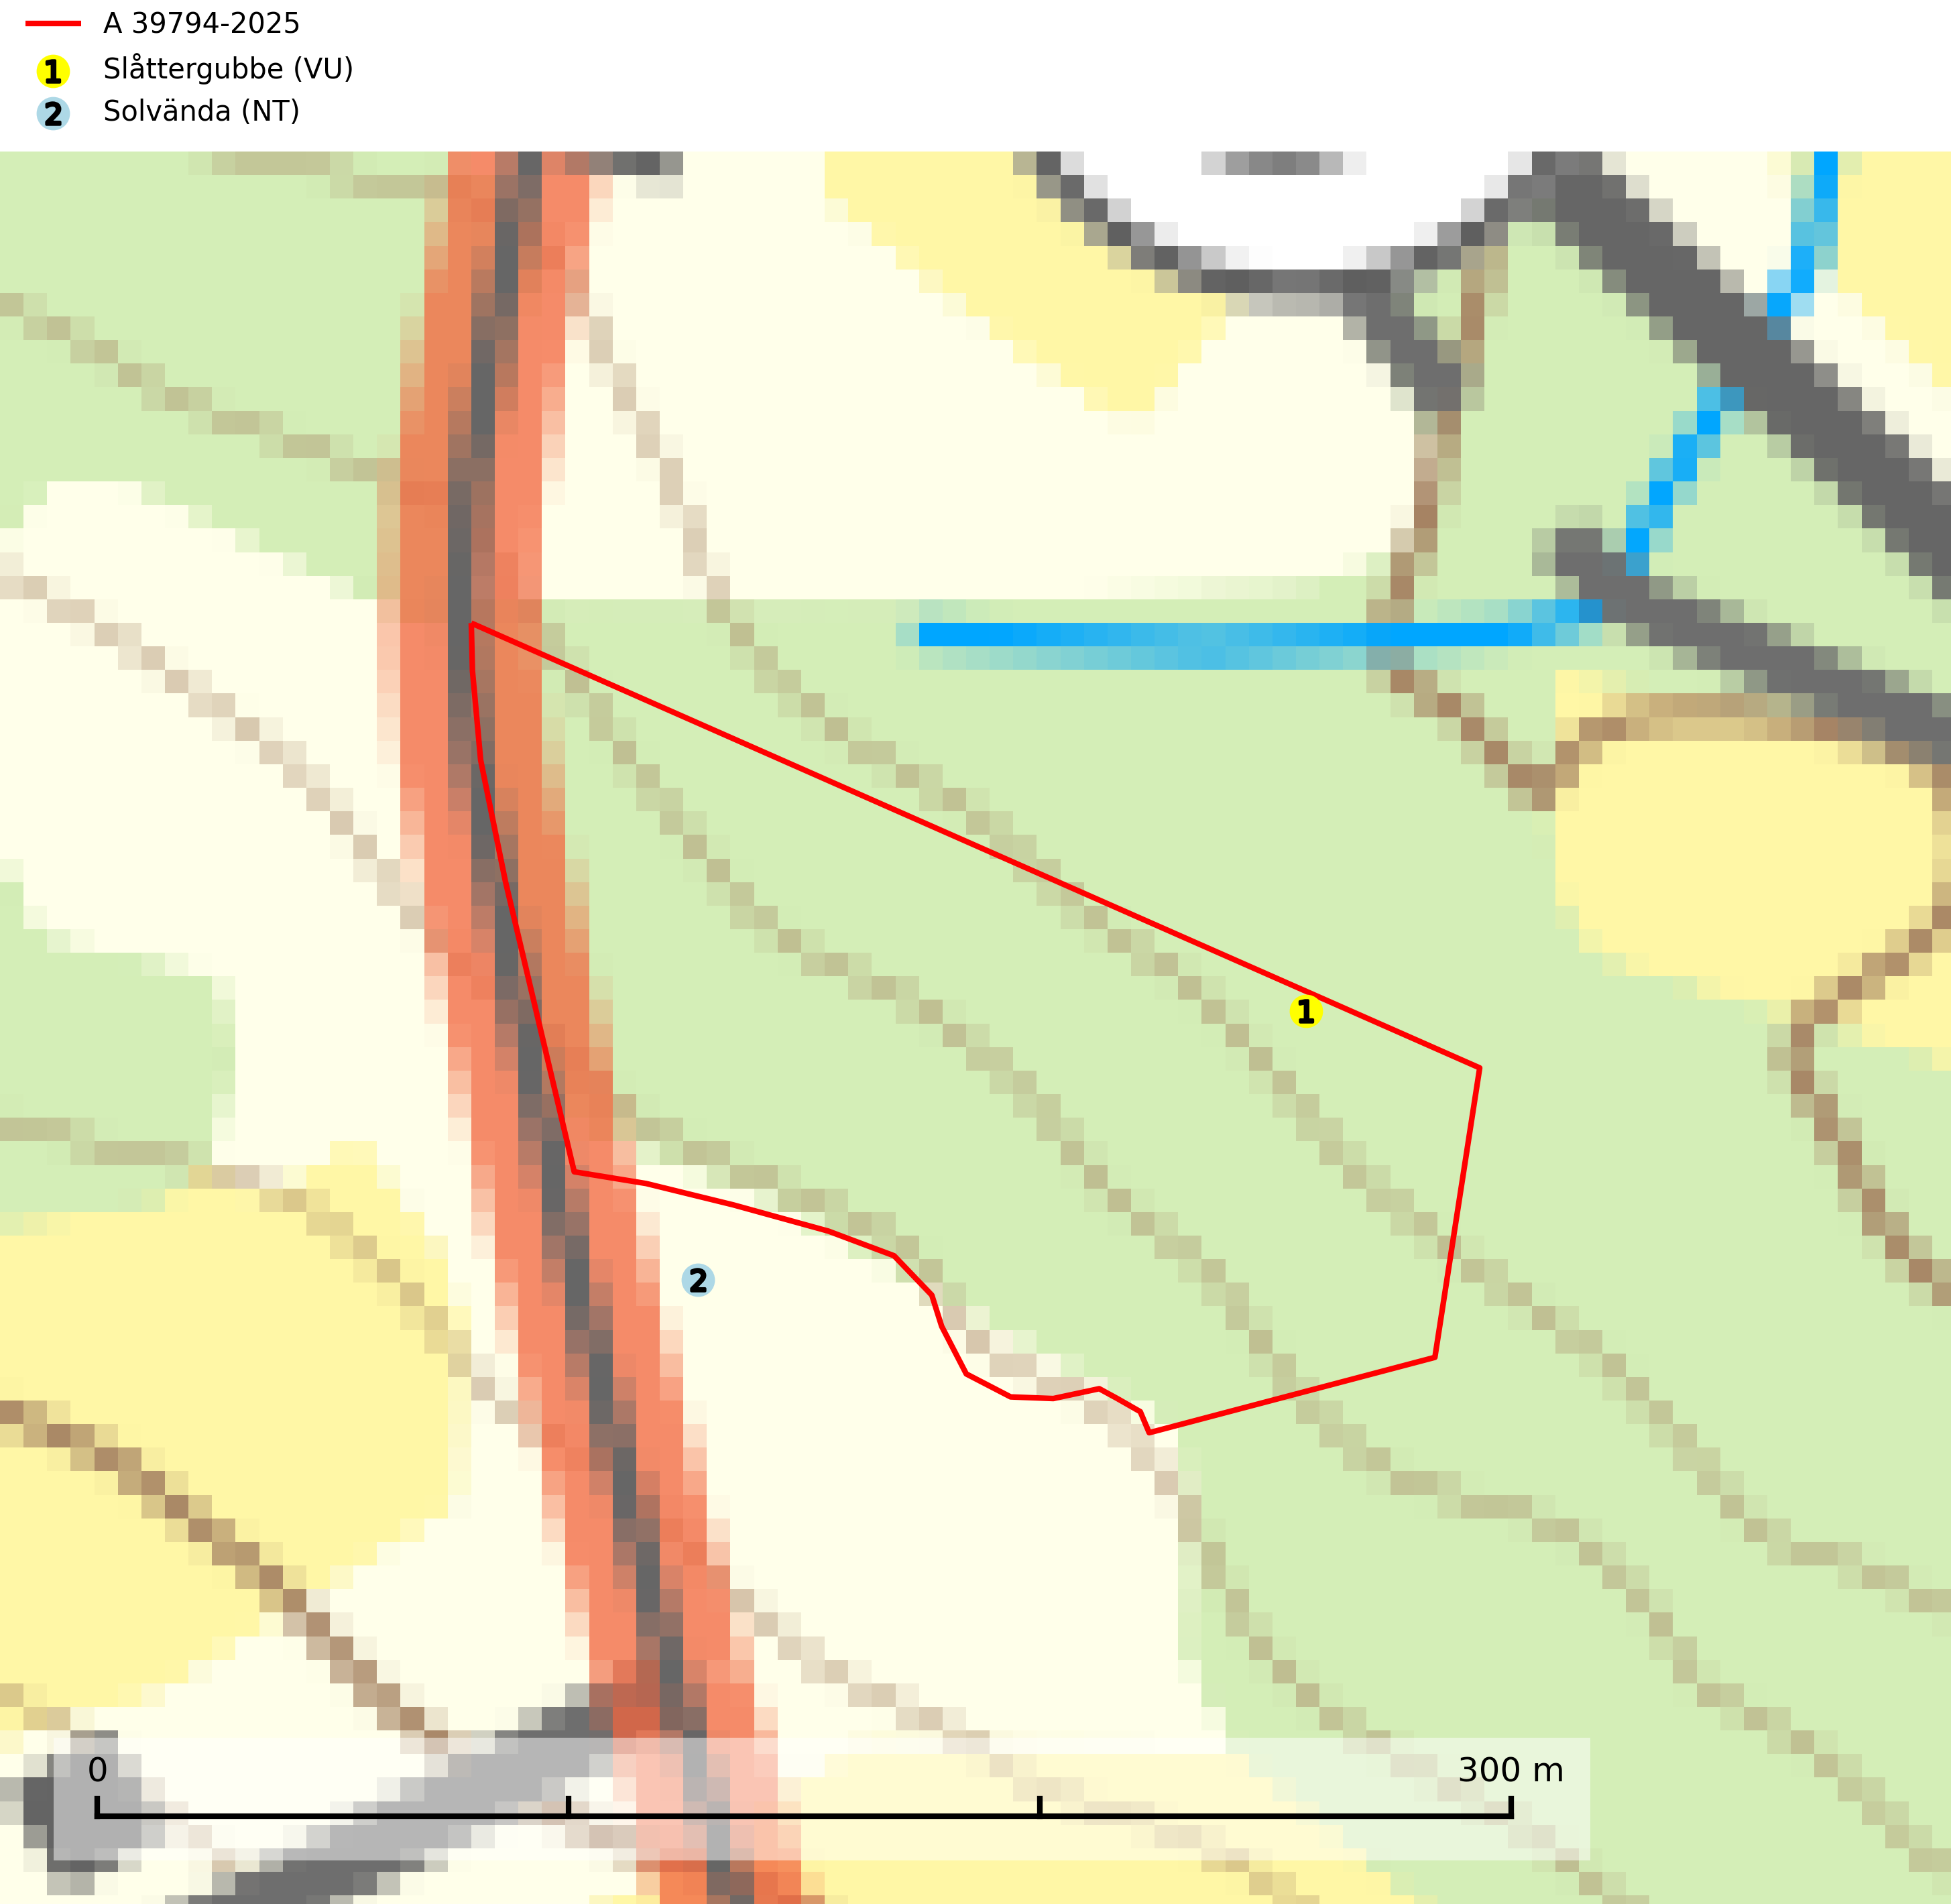 A 39794-2025
1 Slåttergubbe (VU)
2 Solvända (NT)
1
2
0 300 m